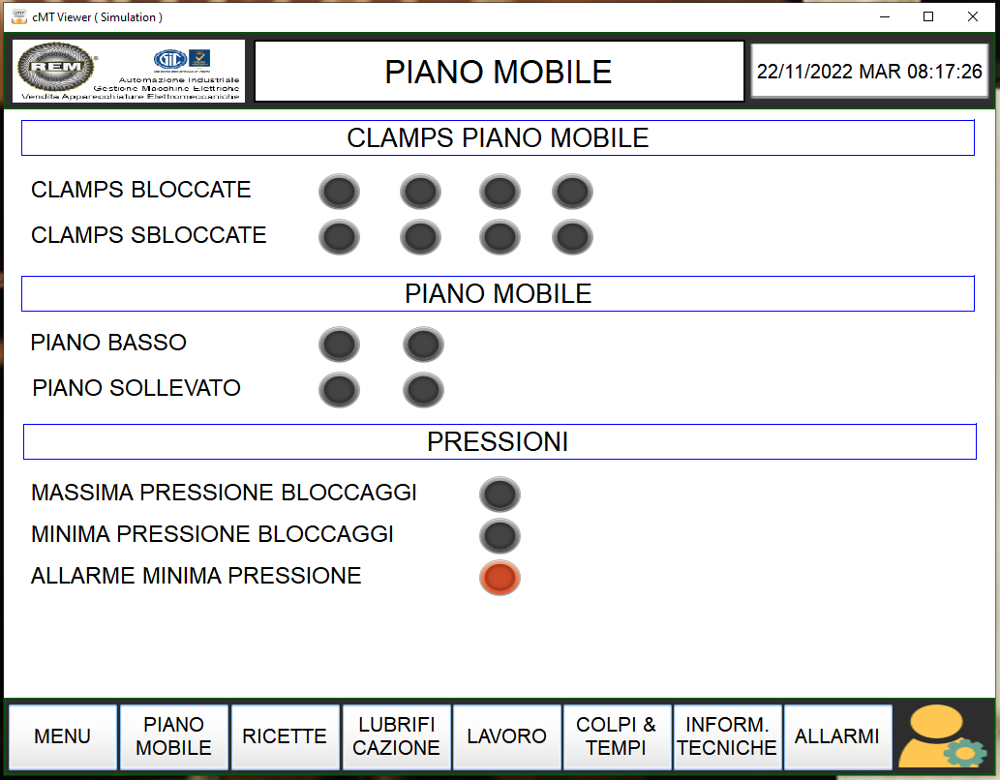 cMT Viewer ( Simulation )
REM
Automazione Industriale
Gestione Macchine Elettriche
Vendita Apparecchiature Elettromeccaniche
PIANO MOBILE
22/11/2022 MAR 08:17:26
CLAMPS PIANO MOBILE
CLAMPS BLOCCATE
CLAMPS SBLOCCATE
PIANO MOBILE
PIANO BASSO
PIANO SOLLEVATO
PRESSIONI
MASSIMA PRESSIONE BLOCCAGGI
MINIMA PRESSIONE BLOCCAGGI
ALLARME MINIMA PRESSIONE
MENU
PIANO
MOBILE
RICETTE
LUBRIFI
CAZIONE
LAVORO
COLPI &
TEMPI
INFORM.
TECNICHE
ALLARMI